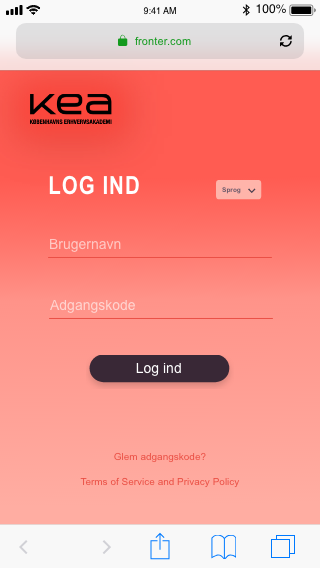 9:41 AM
100%
fronter.com
kea
KØBENHAVNS ERHVERVSAKADEMI
LOG IND
Sprog
Brugernavn
Adgangskode
Log ind
Glem adgangskode?
Terms of Service and Privacy Policy